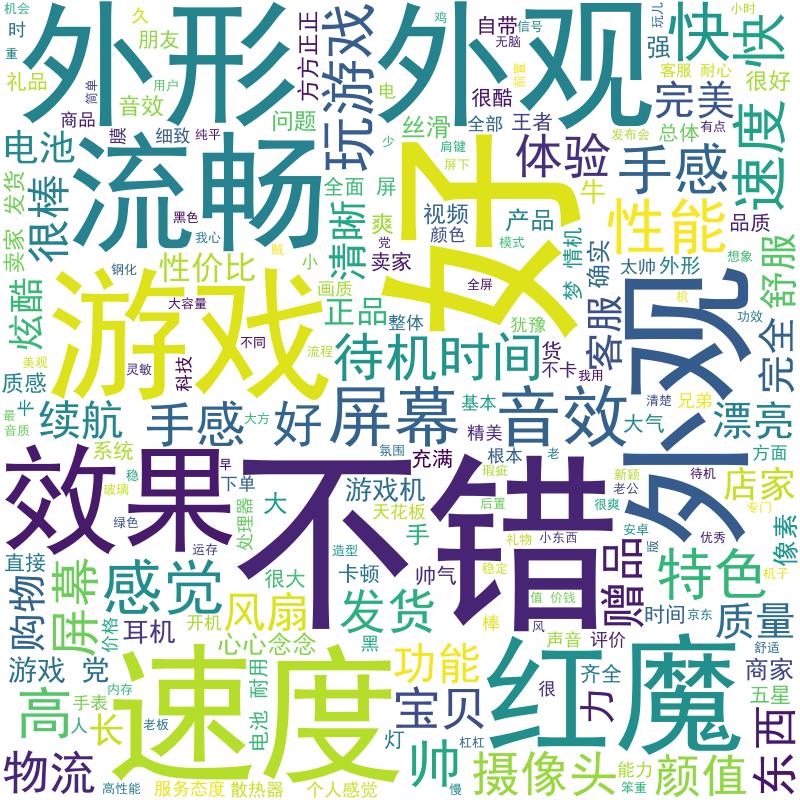 机会
久
时
朋友
重
礼品
简单
用户
电
音效
商品
膜
细致
纯平
外形
方方正正
玩游戏
问题
自带
鸡
信号
无脑
前置
很酷
外观
玩儿
小时
强
快
快
客服
耐心
很好
完美
丝滑
全部
王者
肩键
屏下
少
发布会
有点
总体
电池
流畅
好
体验
手感
速度
发货
卖家
很棒
黑色
我心
全面
屏
爽
视频
颜色
产品
牛
性能
品质
清晰
党
模式
卖家
情机
梦
确实
太帅
外形
想象
舒服
炫酷
钢化
性价比
贼
小
画质
全屏
机
功效
大容量
正品
整体
犹豫
客服
外观
完全
游戏
美观
质感
灵敏
科技
不同
流程
待机时间
货
不卡
我用
最
卡
音质
续航
手感
大方
好
屏幕
基本
音效
大气
清楚
兄弟
漂亮
系统
稳
玻璃
绿色
效果
早
下单
氛围
精美
根本
老
充满
瑕疵
新颖
老公
待机
方面
不错
游戏机
天花板
后置
很爽
安卓
版
优秀
店家
专门
像素
处理器
大
手
礼物
小东西
运存
造型
直接
屏幕
感觉
很大
卡顿
帅气
稳定
值
价钱
赠品
特色
机子
购物
价格
耳机
开机
风扇
心心念念
发货
黑
棒
风
声音
评价
时间
京东
质量
舒适
游戏
党
速度
功能
红魔
很
齐全
力
商家
五星
高
手表
人
内存
长
老板
电池
耐用
灯
宝贝
帅
杠杠
慢
东西
物流
高性能
服务态度
散热器
个人感觉
摄像头
能力
笨重
颜值